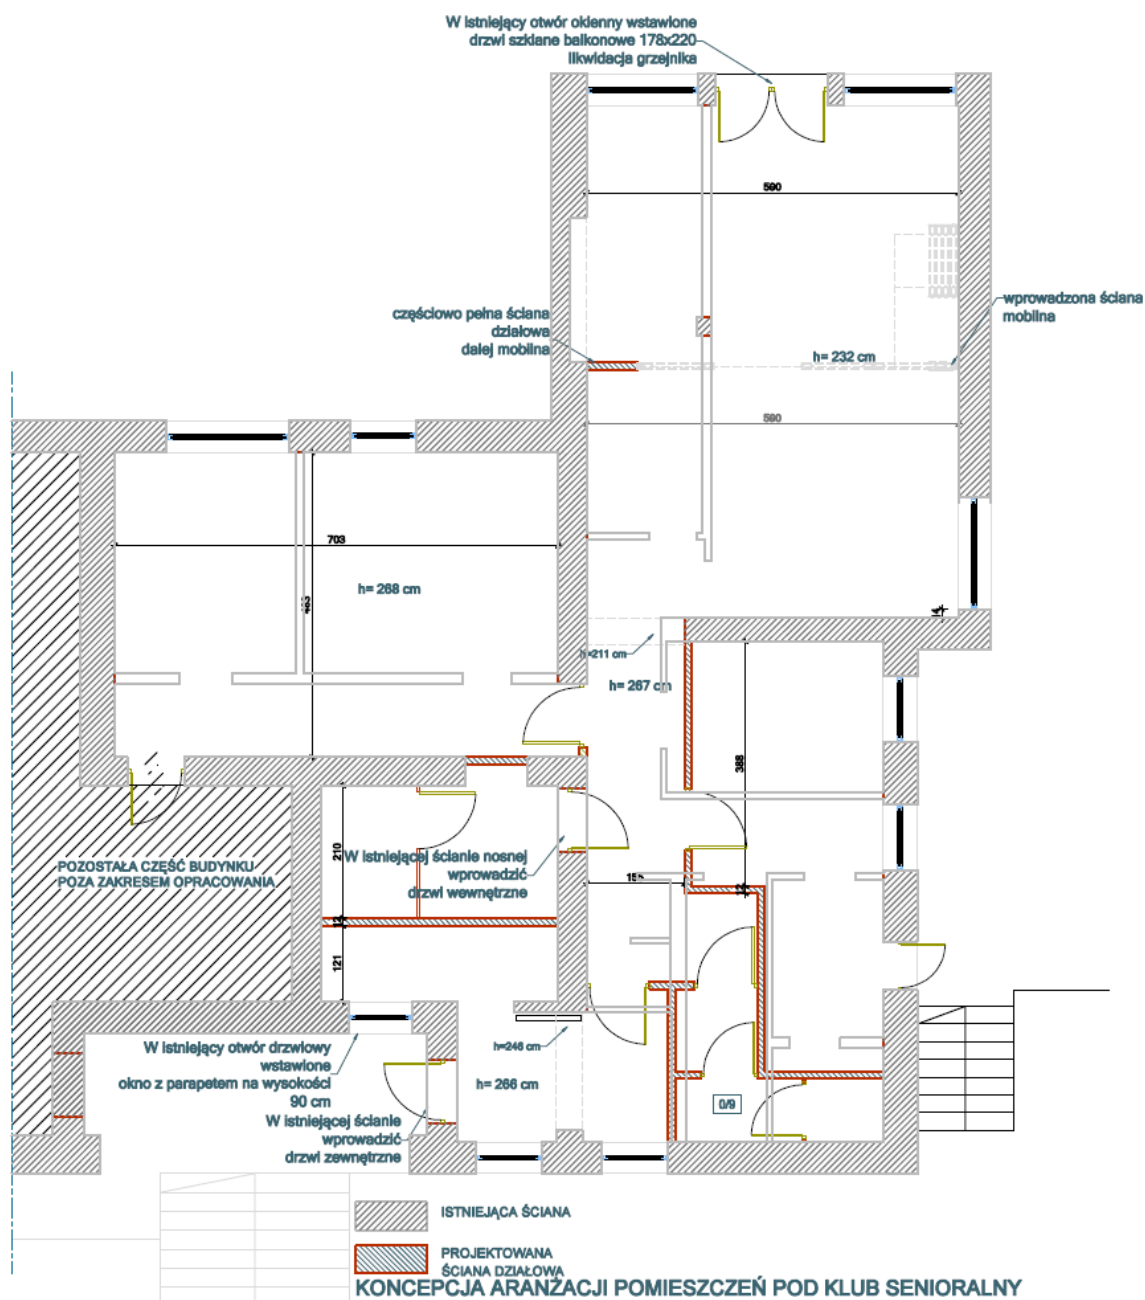 W istniejący otwór okienny wstawione
drzwi szklane balkonowe 178x220
likwidacja grzejnika
590
wprowadzona ściana
mobilna
częściowo pełna ściana
działowa
dalej mobilna
h= 232 cm
590
703
h= 268 cm
14
h=211 cm
h= 267 cm
388
210
W istniejącej ścianie nosnej
wprowadzić
drzwi wewnętrzne
POZOSTAŁA CZĘŚĆ BUDYNKU
POZA ZAKRESEM OPRACOWANIA
12
12
121
W istniejący otwór drzwiowy
wstawione
okno z parapetem na wysokości
90 cm
h=246 cm
h= 266 cm
0/9
W istniejącej ścianie
wprowadzić
drzwi zewnętrzne
ISTNIEJĄCA ŚCIANA
PROJEKTOWANA
ŚCIANA DZIAŁOWA
KONCEPCJA ARANŻACJI POMIESZCZEŃ POD KLUB SENIORALNY